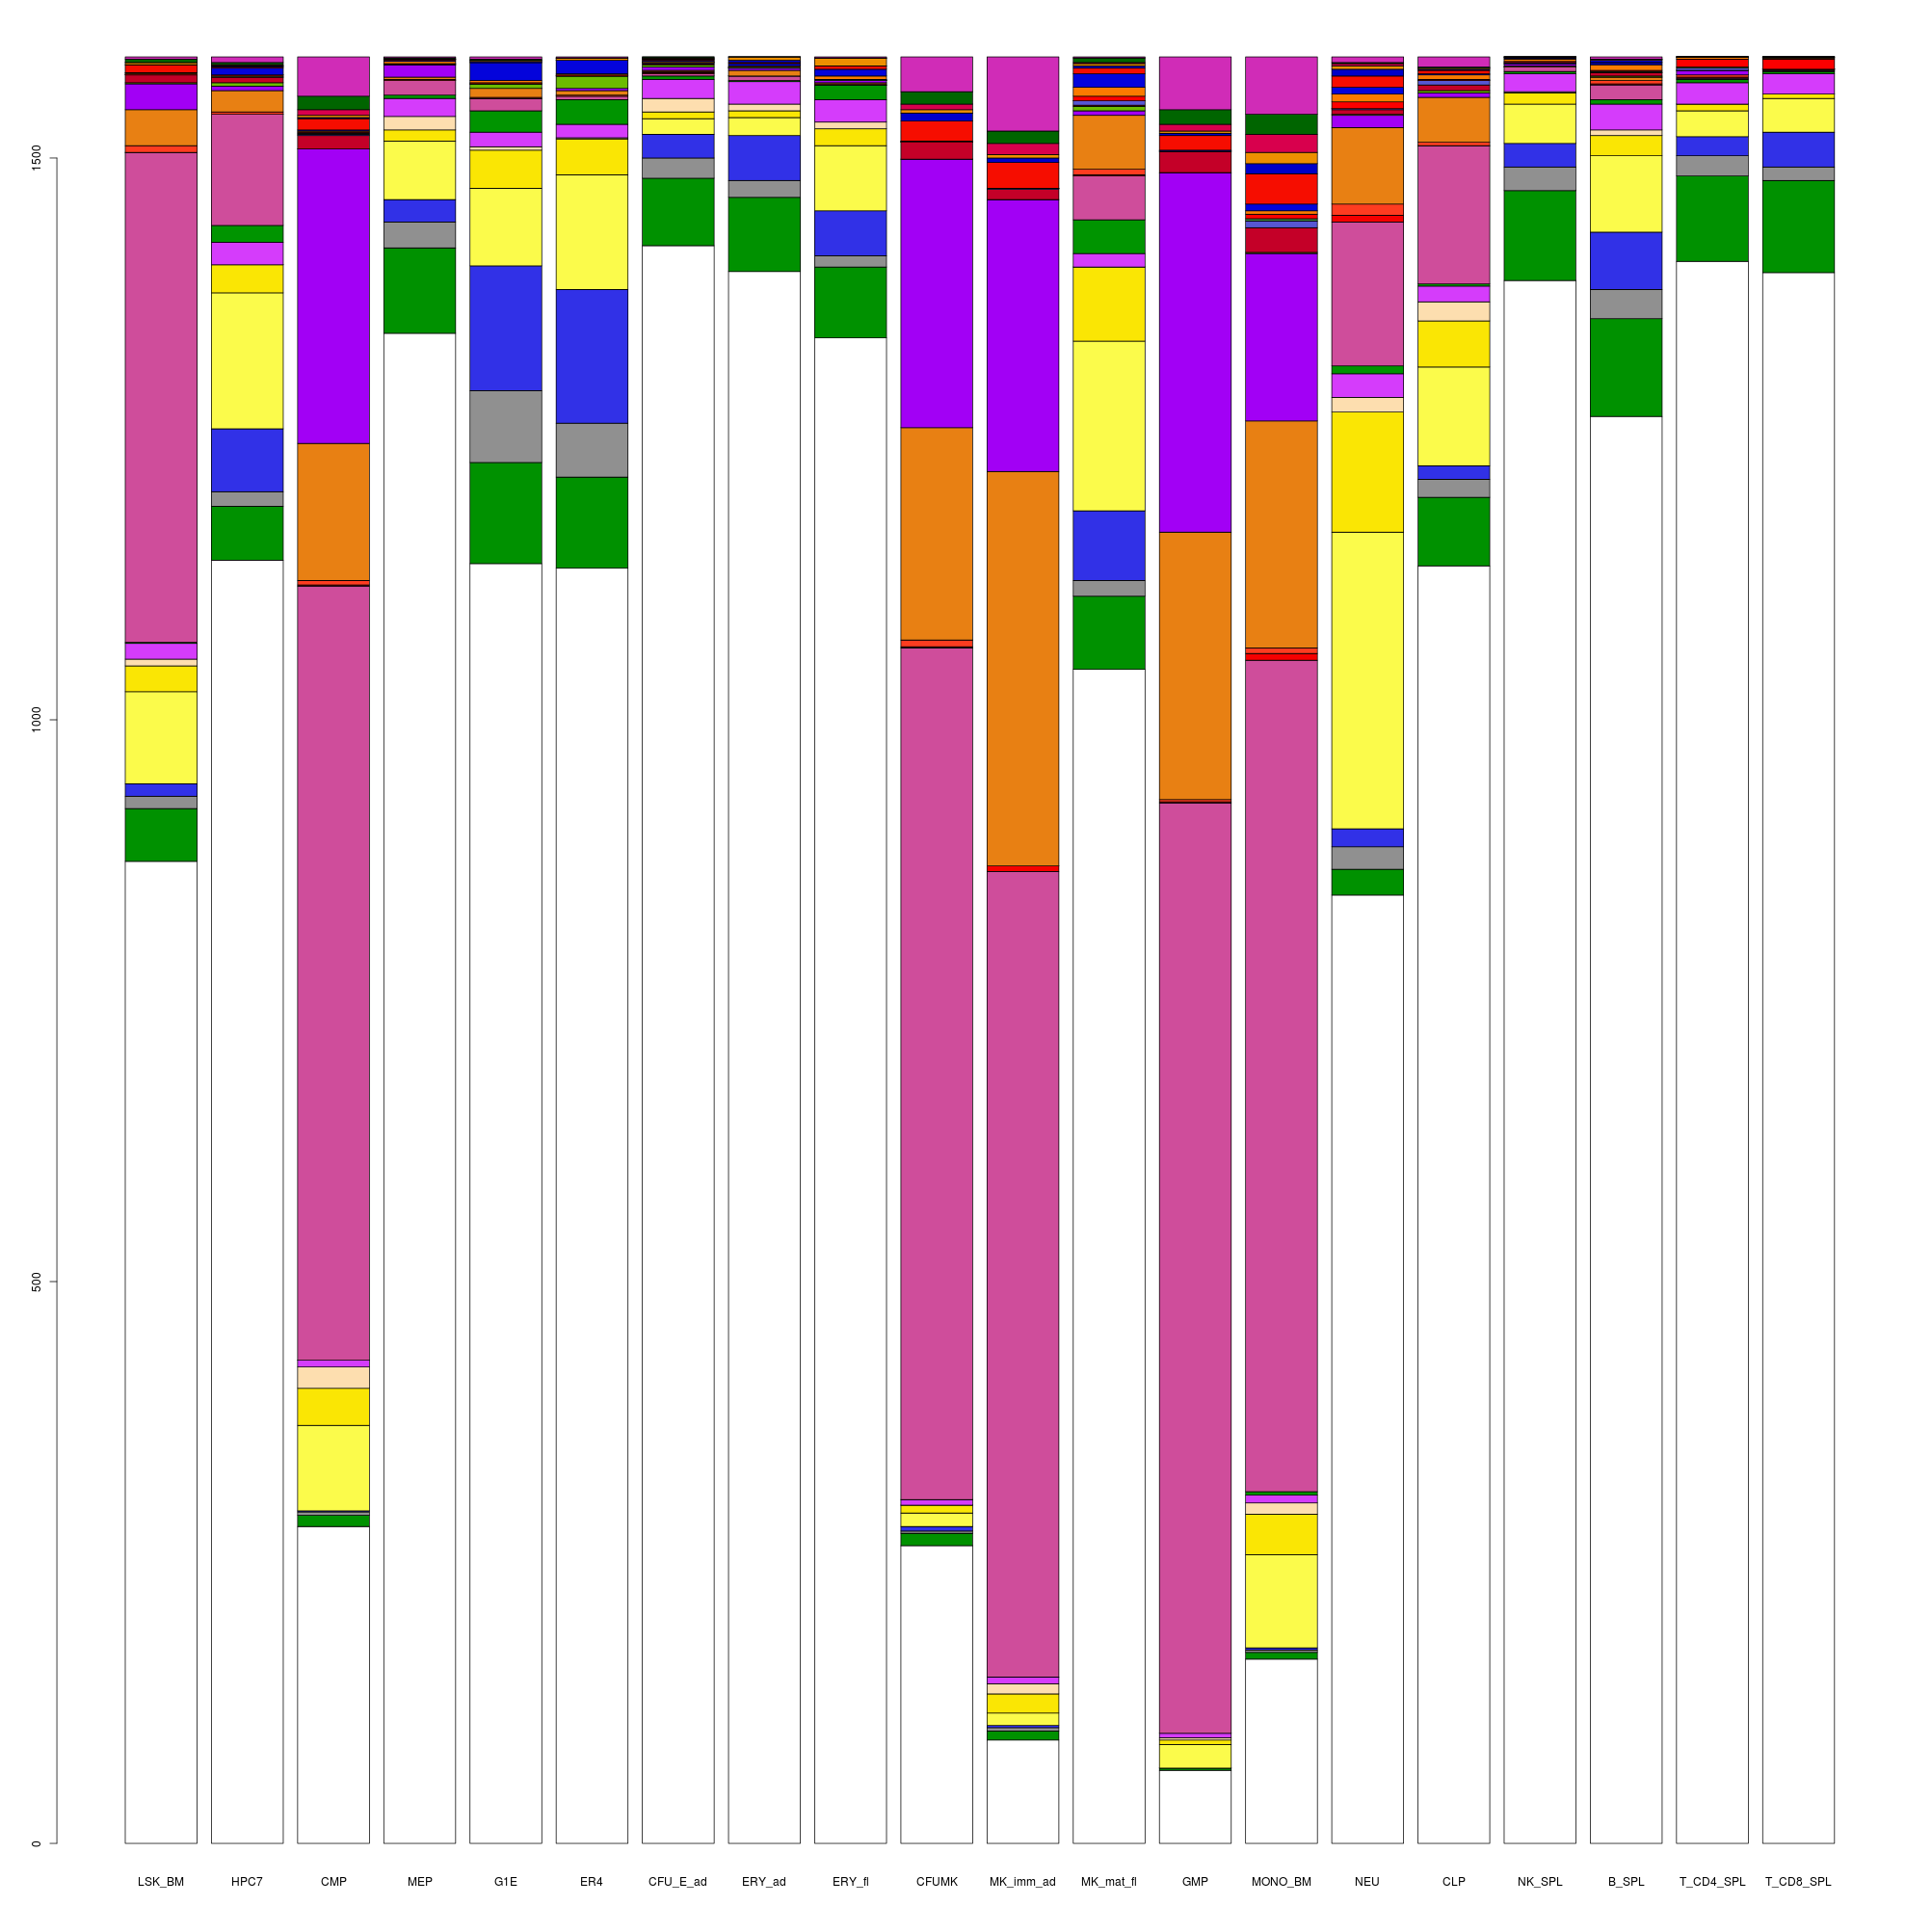 1500
1000
500
0
LSK_BM HPC7 CMP MEP G1E ER4 CFU_E_ad ERY_ad ERY_fl CFUMK MK_imm_ad MK_mat_fl GMP MONO_BM NEU CLP NK_SPL B_SPL T_CD4_SPL T_CD8_SPL